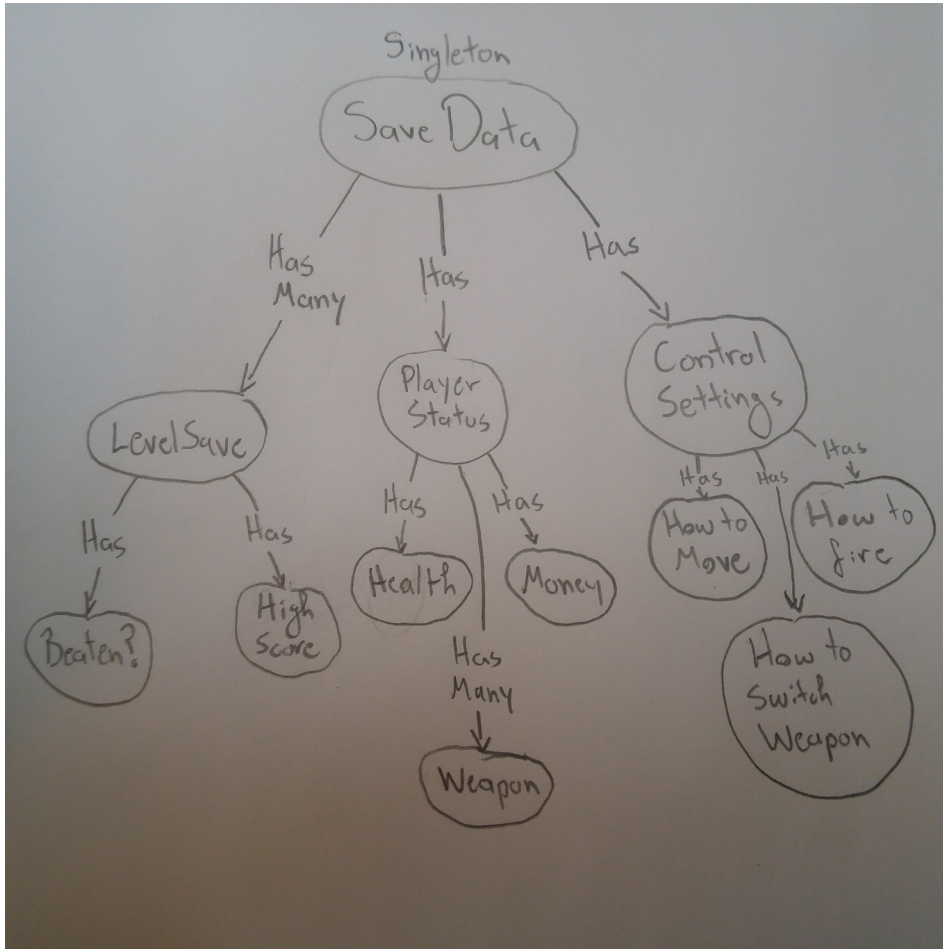 Singleton
Save Data
Has
Many
Has
Has
LevelSave
Player
Status
Control
Settings
Has
Has
Has
Has
Has
Has
Has
Beaten?
High
Score
Health
Money
How to
Move
How to
fire
Has
Many
Weapon
How to
Switch
Weapon